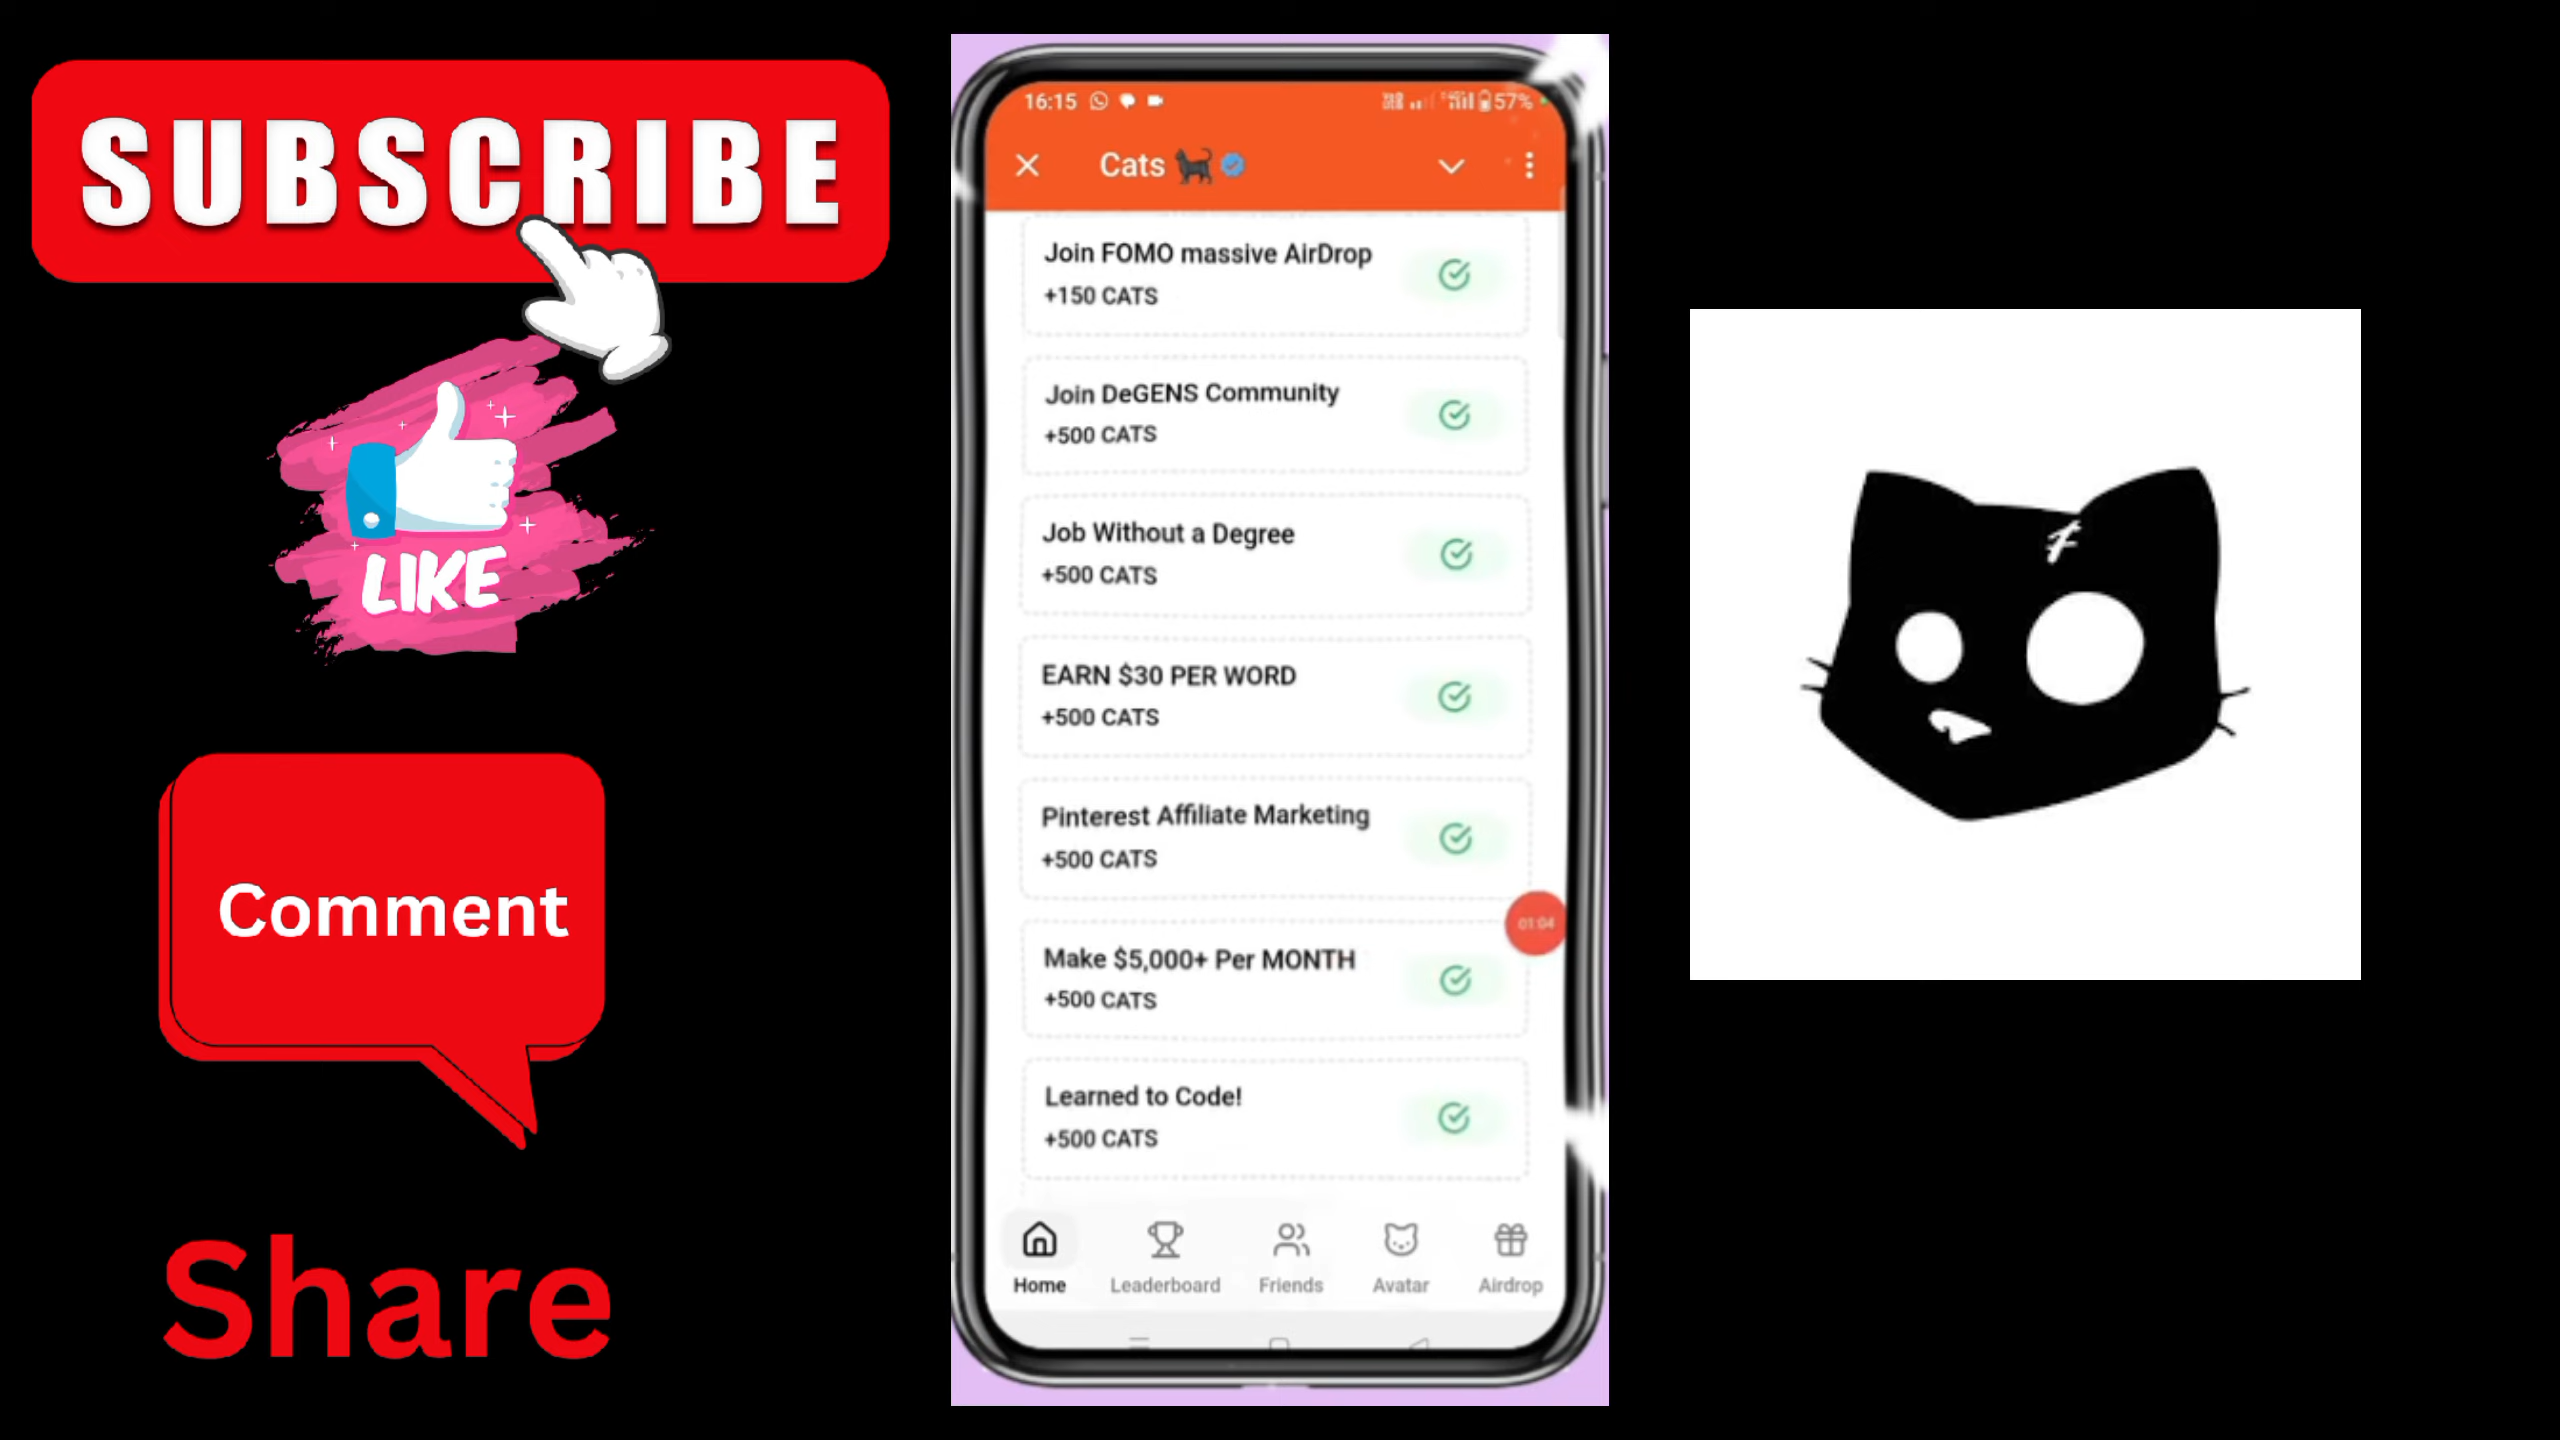 SUBSCRIBE
LIKE
Comment
Share
16:15
57%
Cats
Join FOMO massive AirDrop
+150 CATS
Join DeGENS Community
+500 CATS
Job Without a Degree
+500 CATS
EARN $30 PER WORD
+500 CATS
Pinterest Affiliate Marketing
+500 CATS
01:04
Make $5,000+ Per MONTH
+500 CATS
Learned to Code!
+500 CATS
Home
Leaderboard
Friends
Avatar
Airdrop